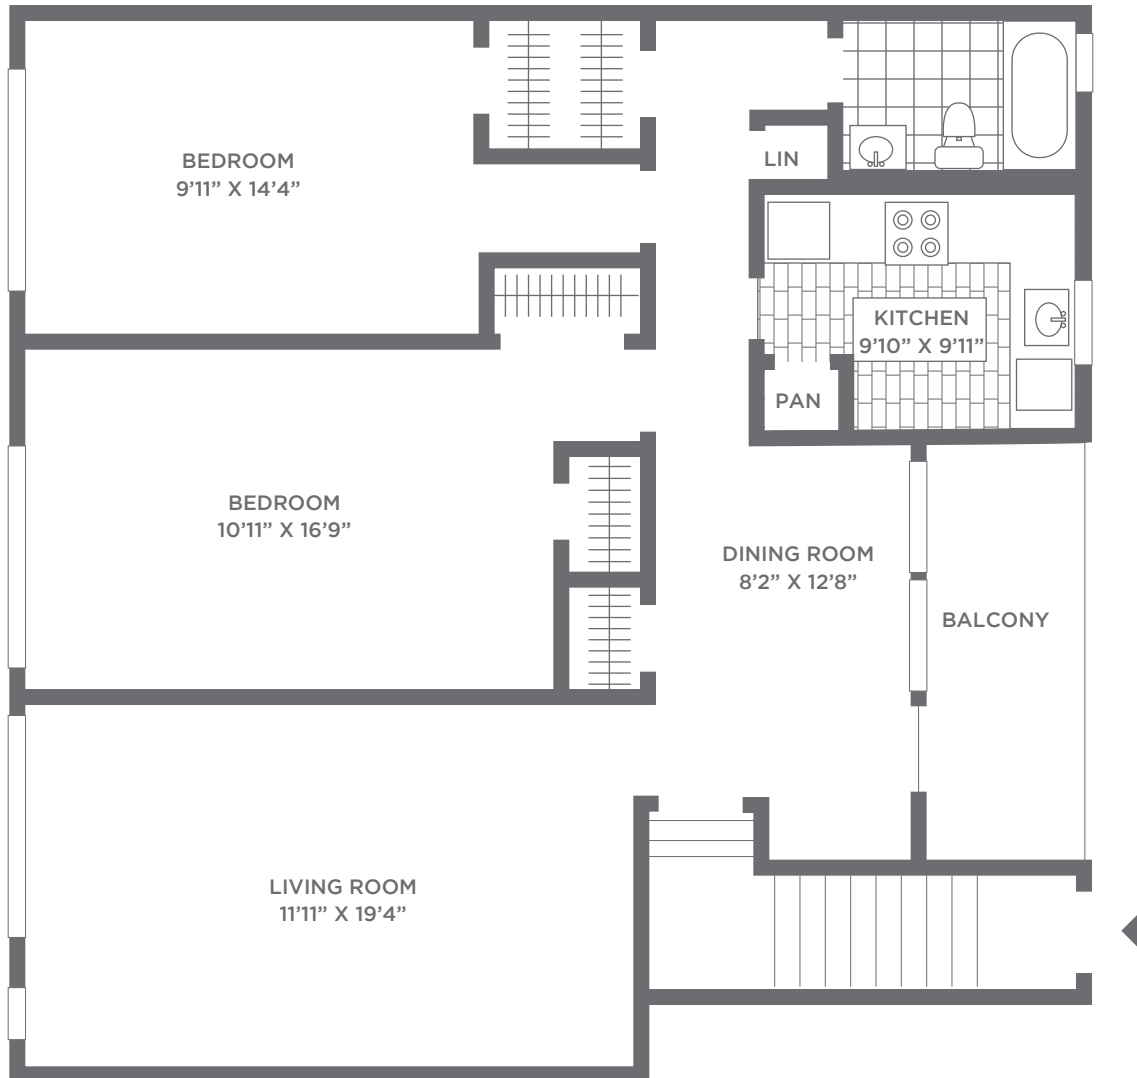 BEDROOM
9’11” X 14’4”
LIN
KITCHEN
9’10” X 9’11”
PAN
BEDROOM
10’11” X 16’9”
DINING ROOM
8’2” X 12’8”
BALCONY
LIVING ROOM
11’11” X 19’4”